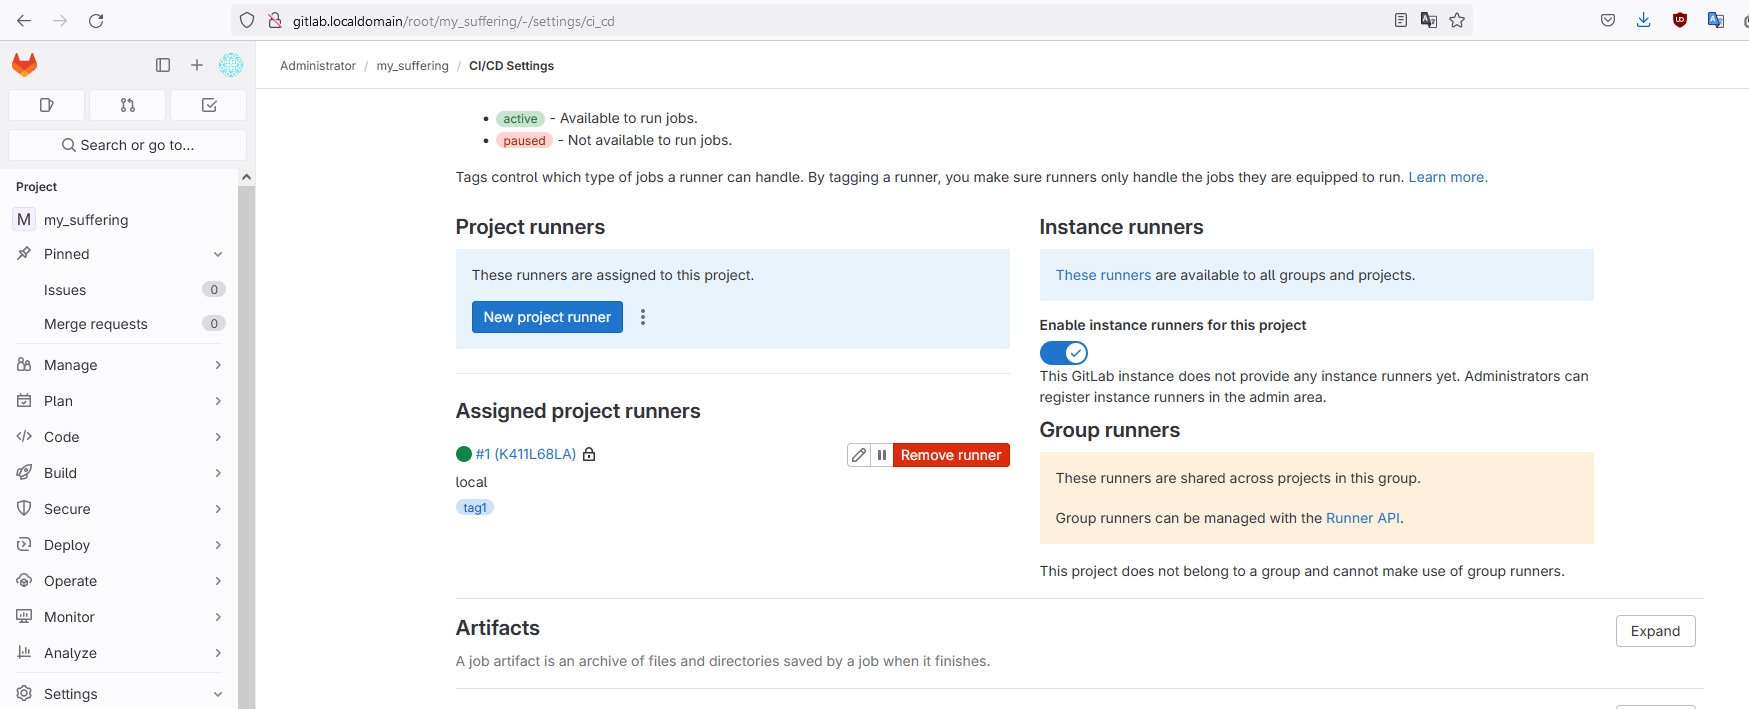 gitlab.localdomain/root/my_suffering/-/settings/ci_cd
Administrator / my_suffering / CI/CD Settings
Search or go to...
Project
M my_suffering
Pinned
Issues 0
Merge requests 0
Manage
Plan
Code
Build
Secure
Deploy
Operate
Monitor
Analyze
Settings
active - Available to run jobs.
paused - Not available to run jobs.
Tags control which type of jobs a runner can handle. By tagging a runner, you make sure runners only handle the jobs they are equipped to run. Learn more.
Project runners
These runners are assigned to this project.
New project runner
Assigned project runners
#1 (K411L68LA)
Remove runner
local
tag1
Instance runners
These runners are available to all groups and projects.
Enable instance runners for this project
This GitLab instance does not provide any instance runners yet. Administrators can
register instance runners in the admin area.
Group runners
These runners are shared across projects in this group.
Group runners can be managed with the Runner API.
This project does not belong to a group and cannot make use of group runners.
Artifacts
Expand
A job artifact is an archive of files and directories saved by a job when it finishes.